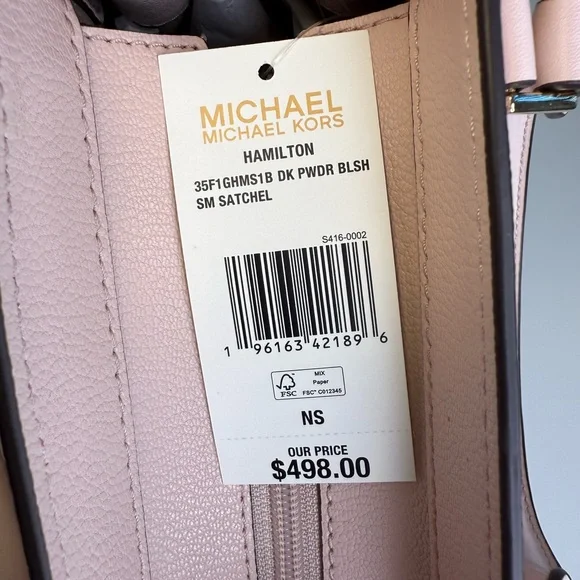 MICHAEL
MICHAEL KORS
HAMILTON
35F1GHMS1B DK PWDR BLSH
SM SATCHEL
S416-0002
1 96163 42189 6
FSC
MIX
Paper
FSC™ C012345
NS
OUR PRICE
$498.00